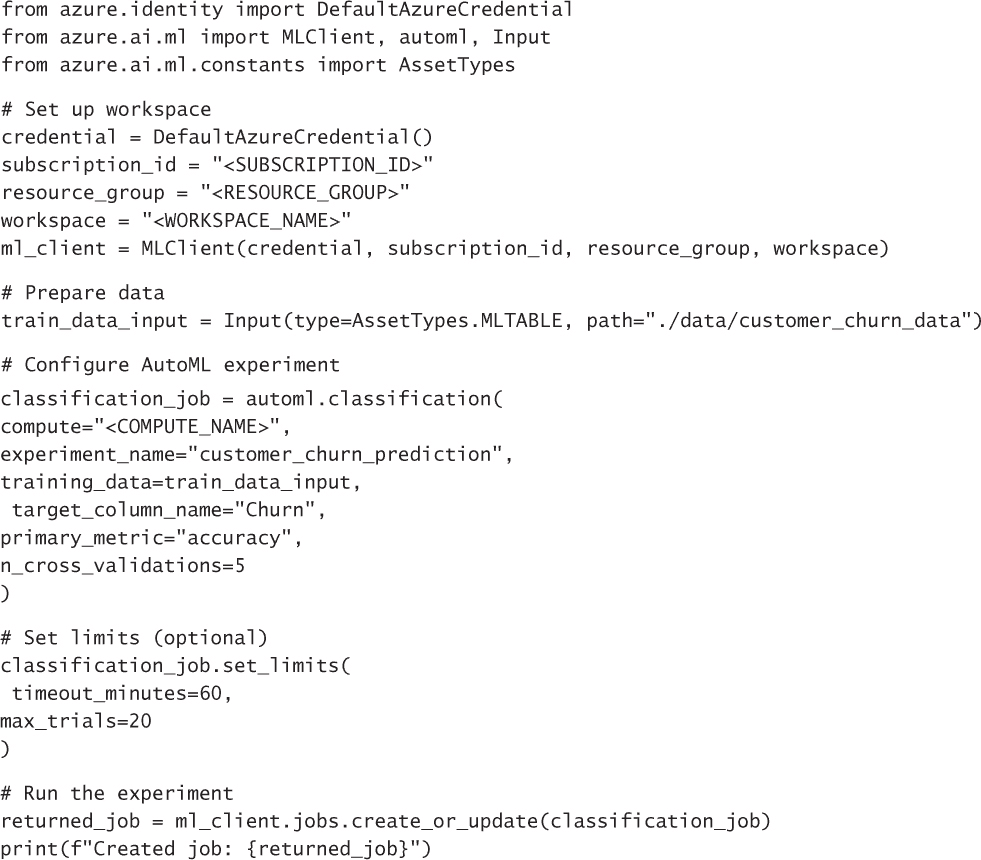 from azure.identity import DefaultAzureCredential
from azure.ai.ml import MLClient, automl, Input
from azure.ai.ml.constants import AssetTypes
# Set up workspace
credential = DefaultAzureCredential()
subscription_id = "<SUBSCRIPTION_ID>"
resource_group = "<RESOURCE_GROUP>"
workspace = "<WORKSPACE_NAME>"
ml_client = MLClient(credential, subscription_id, resource_group, workspace)
# Prepare data
train_data_input = Input(type=AssetTypes.MLTABLE, path="./data/customer_churn_data")
# Configure AutoML experiment
classification_job = automl.classification(
compute="<COMPUTE_NAME>",
experiment_name="customer_churn_prediction",
training_data=train_data_input,
 target_column_name="Churn",
primary_metric="accuracy",
n_cross_validations=5
)
# Set limits (optional)
classification_job.set_limits(
 timeout_minutes=60,
max_trials=20
)
# Run the experiment
returned_job = ml_client.jobs.create_or_update(classification_job)
print(f"Created job: {returned_job}")